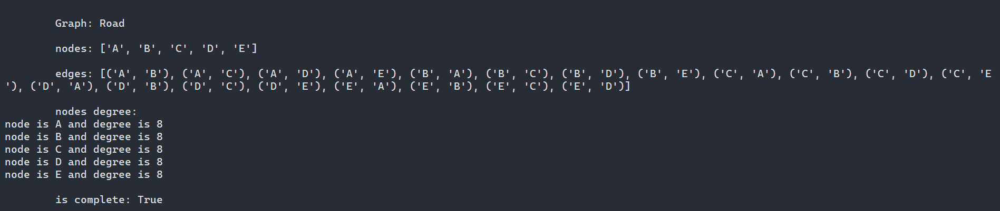 Graph: Road
nodes: ['A', 'B', 'C', 'D', 'E']
edges: [('A', 'B'), ('A', 'C'), ('A', 'D'), ('A', 'E'), ('B', 'A'), ('B', 'C'), ('B', 'D'), ('B', 'E'), ('C', 'A'), ('C', 'B'), ('C', 'D'), ('C', 'E
'), ('D', 'A'), ('D', 'B'), ('D', 'C'), ('D', 'E'), ('E', 'A'), ('E', 'B'), ('E', 'C'), ('E', 'D')]
nodes degree:
node is A and degree is 8
node is B and degree is 8
node is C and degree is 8
node is D and degree is 8
node is E and degree is 8
is complete: True